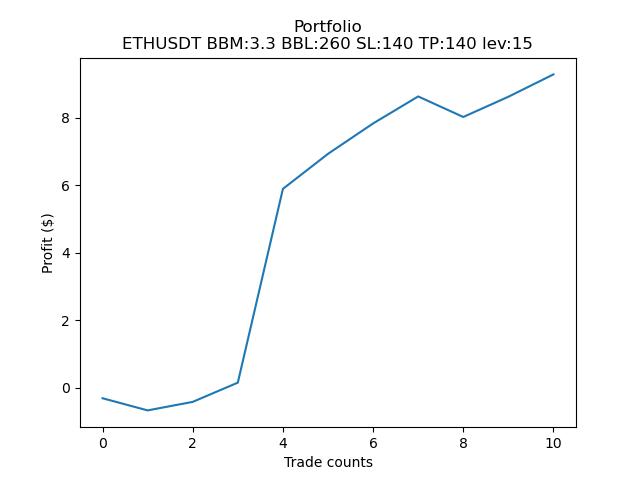 Portfolio
ETHUSDT BBM:3.3 BBL:260 SL:140 TP:140 lev:15
8
6
4
2
0
Profit ($)
0 2 4 6 8 10
Trade counts